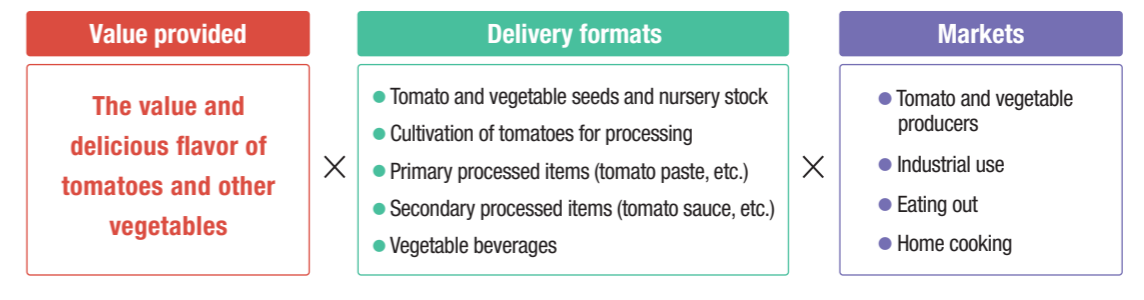 Value provided
The value and
delicious flavor of
tomatoes and other
vegetables
×
Delivery formats
● Tomato and vegetable seeds and nursery stock
● Cultivation of tomatoes for processing
● Primary processed items (tomato paste, etc.)
● Secondary processed items (tomato sauce, etc.)
● Vegetable beverages
×
Markets
● Tomato and vegetable
producers
● Industrial use
● Eating out
● Home cooking